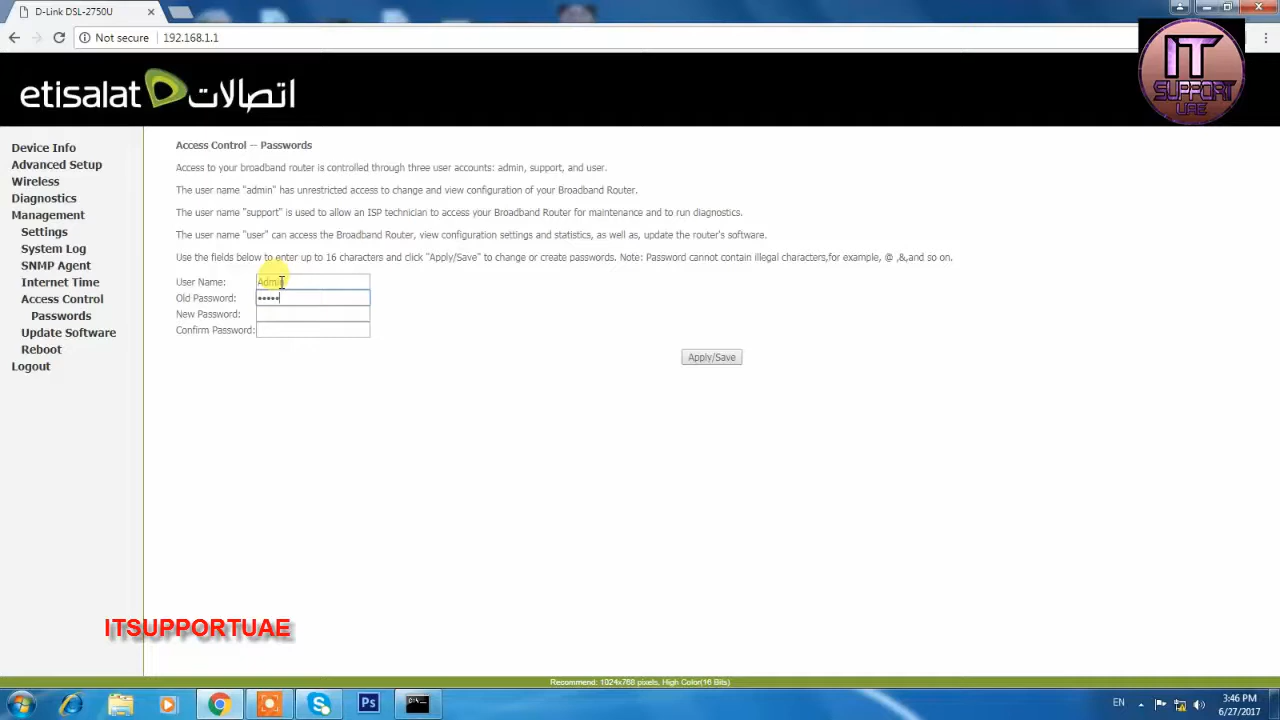 D-Link DSL-2750U
Not secure
192.168.1.1
etisalat اتصالات
IT
SUPPORT
UAE
Device Info
Advanced Setup
Wireless
Diagnostics
Management
Settings
System Log
SNMP Agent
Internet Time
Access Control
Passwords
Update Software
Reboot
Logout
Access Control -- Passwords
Access to your broadband router is controlled through three user accounts: admin, support, and user.
The user name "admin" has unrestricted access to change and view configuration of your Broadband Router.
The user name "support" is used to allow an ISP technician to access your Broadband Router for maintenance and to run diagnostics.
The user name "user" can access the Broadband Router, view configuration settings and statistics, as well as, update the router's software.
Use the fields below to enter up to 16 characters and click "Apply/Save" to change or create passwords. Note: Password cannot contain illegal characters,for example, @ ,&,and so on.
User Name: Admin
Old Password: •••••
New Password:
Confirm Password:
Apply/Save
ITSUPPORTUAE
Recommend: 1024x768 pixels, High Color(16 Bits)
Ps
EN
3:46 PM
6/27/2017